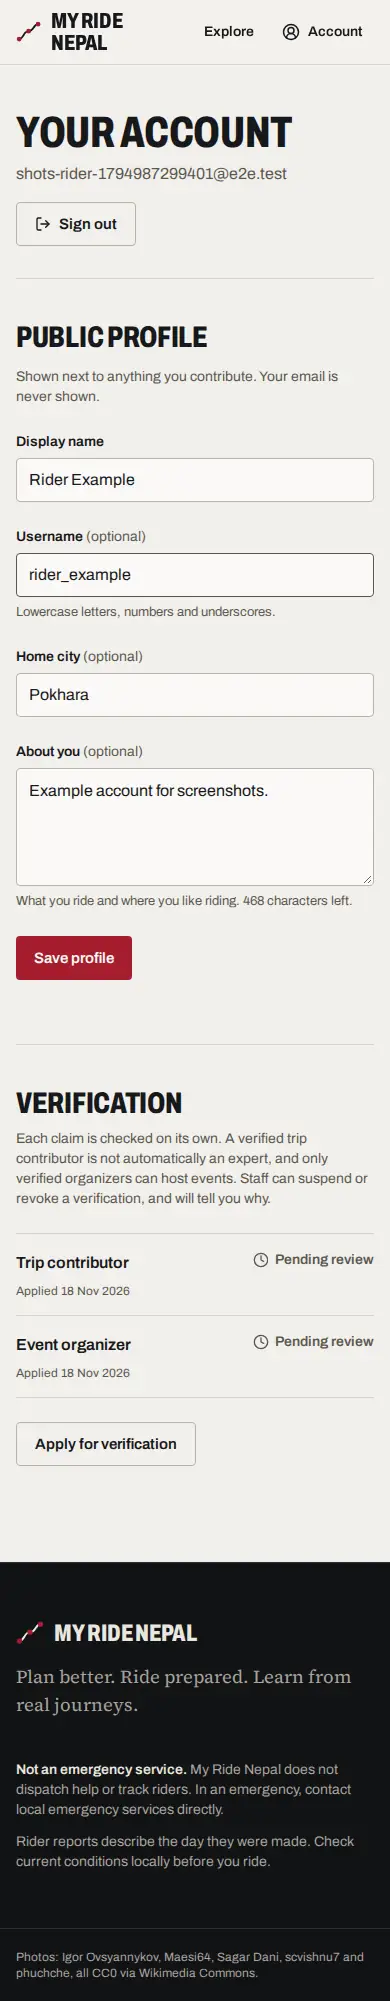 MY RIDE
NEPAL
Explore
Account
YOUR ACCOUNT
shots-rider-1794987299401@e2e.test
Sign out
PUBLIC PROFILE
Shown next to anything you contribute. Your email is
never shown.
Display name
Rider Example
Username (optional)
rider_example
Lowercase letters, numbers and underscores.
Home city (optional)
Pokhara
About you (optional)
Example account for screenshots.
What you ride and where you like riding. 468 characters left.
Save profile
VERIFICATION
Each claim is checked on its own. A verified trip
contributor is not automatically an expert, and only
verified organizers can host events. Staff can suspend or
revoke a verification, and will tell you why.
Trip contributor
Pending review
Applied 18 Nov 2026
Event organizer
Pending review
Applied 18 Nov 2026
Apply for verification
MY RIDE NEPAL
Plan better. Ride prepared. Learn from
real journeys.
Not an emergency service. My Ride Nepal does not
dispatch help or track riders. In an emergency, contact
local emergency services directly.
Rider reports describe the day they were made. Check
current conditions locally before you ride.
Photos: Igor Ovsyannykov, Maesi64, Sagar Dani, scvishnu7 and
phuchche, all CC0 via Wikimedia Commons.